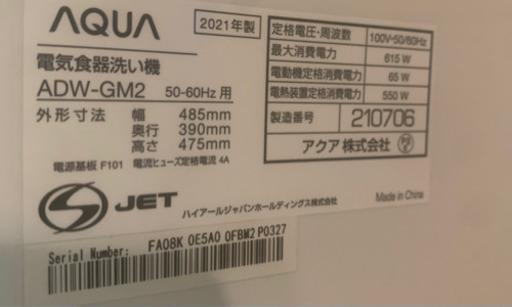 AQUA
2021年製
電気食器洗い機
ADW-GM2 50-60Hz用
外形寸法 幅 485mm
奥行 390mm
高さ 475mm
電源基板 F101 電流ヒューズ定格電流 4A
定格電圧・周波数 100V-50/60Hz
最大消費電力 615 W
電動機定格消費電力 65 W
電熱装置定格消費電力 550 W
製造番号 210706
アクア 株式会社
Made in China
JET
ハイアールジャパンホールディングス株式会社
Serial Number: FA08K 0E5A0 0FBM2 P0327